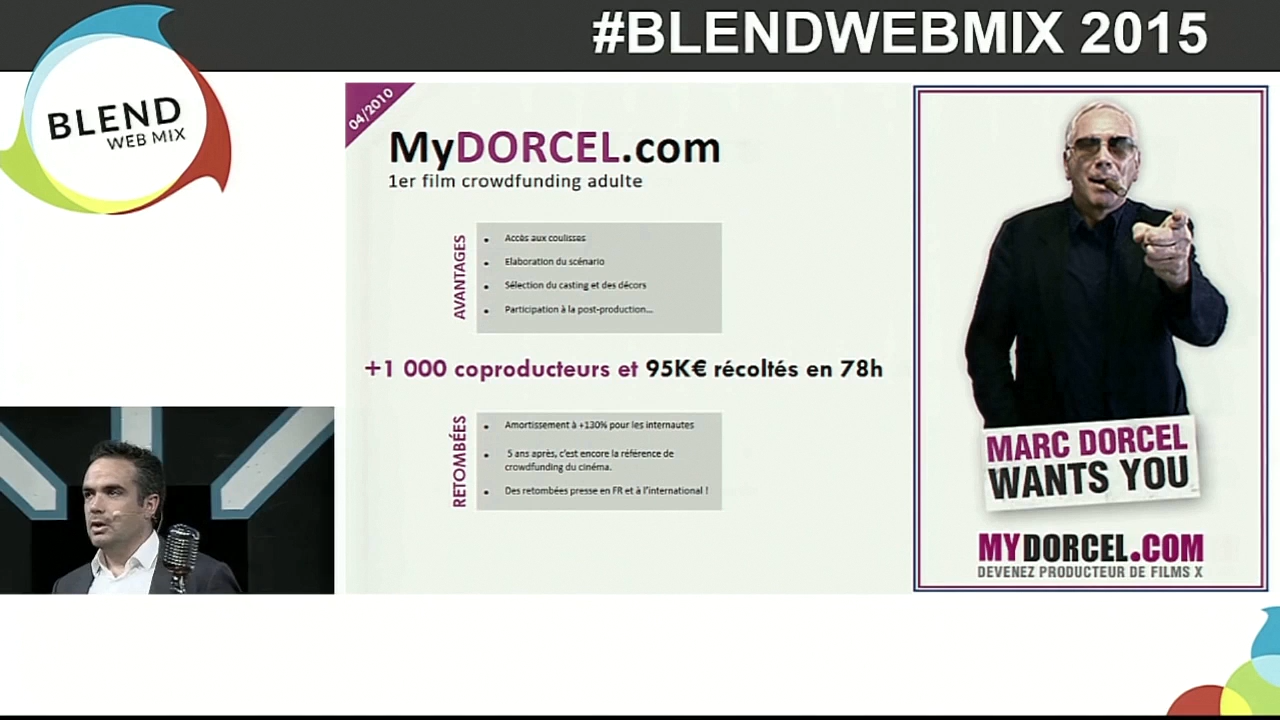 #BLENDWEBMIX 2015
BLEND
WEB MIX
04/2010
MyDORCEL.com
1er film crowdfunding adulte
AVANTAGES
• Accès aux coulisses
• Elaboration du scénario
• Sélection du casting et des décors
• Participation à la post-production...
+1 000 coproducteurs et 95K€ récoltés en 78h
RETOMBÉES
• Amortissement à +130% pour les internautes
• 5 ans après, c'est encore la référence de
crowdfunding du cinéma.
• Des retombées presse en FR et à l'international !
MARC DORCEL
WANTS YOU
MYDORCEL.COM
DEVENEZ PRODUCTEUR DE FILMS X